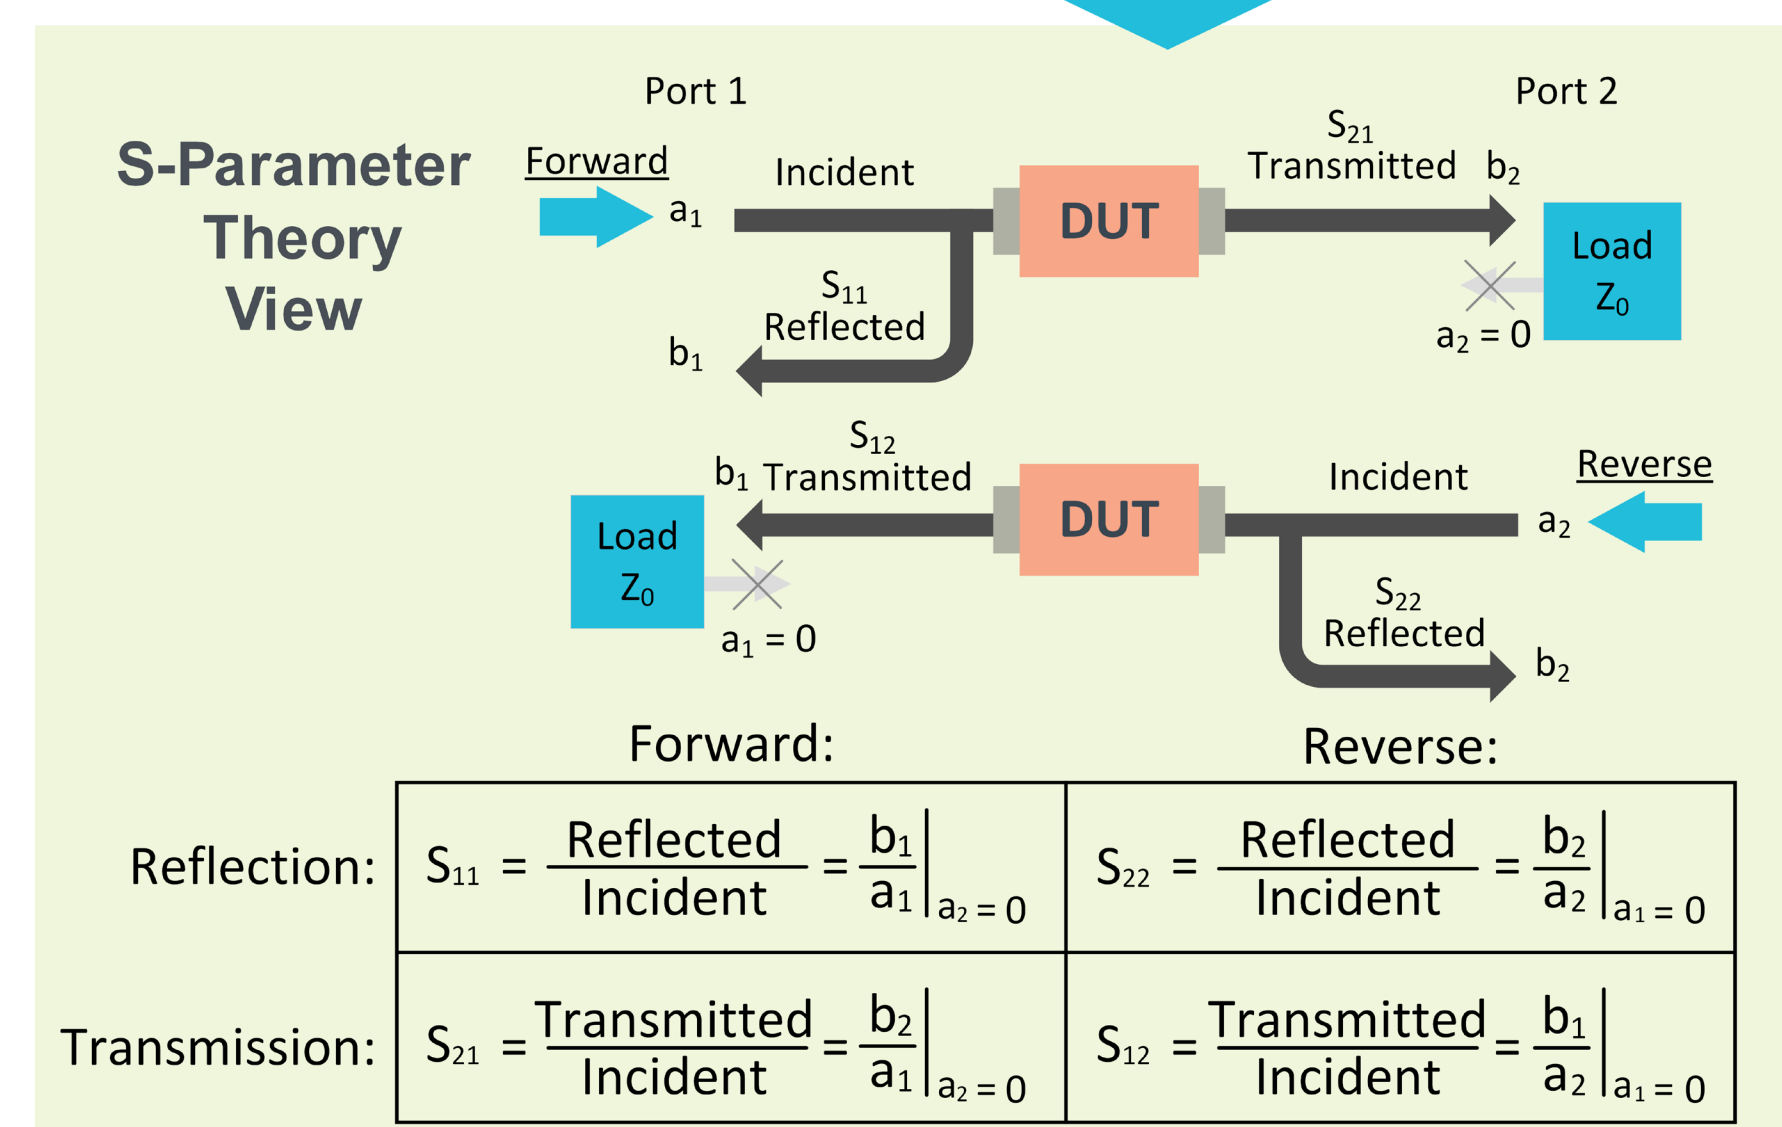 Port 1
Port 2
S-Parameter
Theory
View
Forward
a₁
Incident
DUT
S₂₁
Transmitted
b₂
Load
Z₀
a₂ = 0
S₁₁
Reflected
b₁
S₁₂
b₁ Transmitted
Load
Z₀
a₁ = 0
DUT
Incident
Reverse
a₂
S₂₂
Reflected
b₂
Forward:
Reverse:
Reflection:
S₁₁ = Reflected / Incident = b₁ / a₁ | a₂ = 0
S₂₂ = Reflected / Incident = b₂ / a₂ | a₁ = 0
Transmission:
S₂₁ = Transmitted / Incident = b₂ / a₁ | a₂ = 0
S₁₂ = Transmitted / Incident = b₁ / a₂ | a₁ = 0